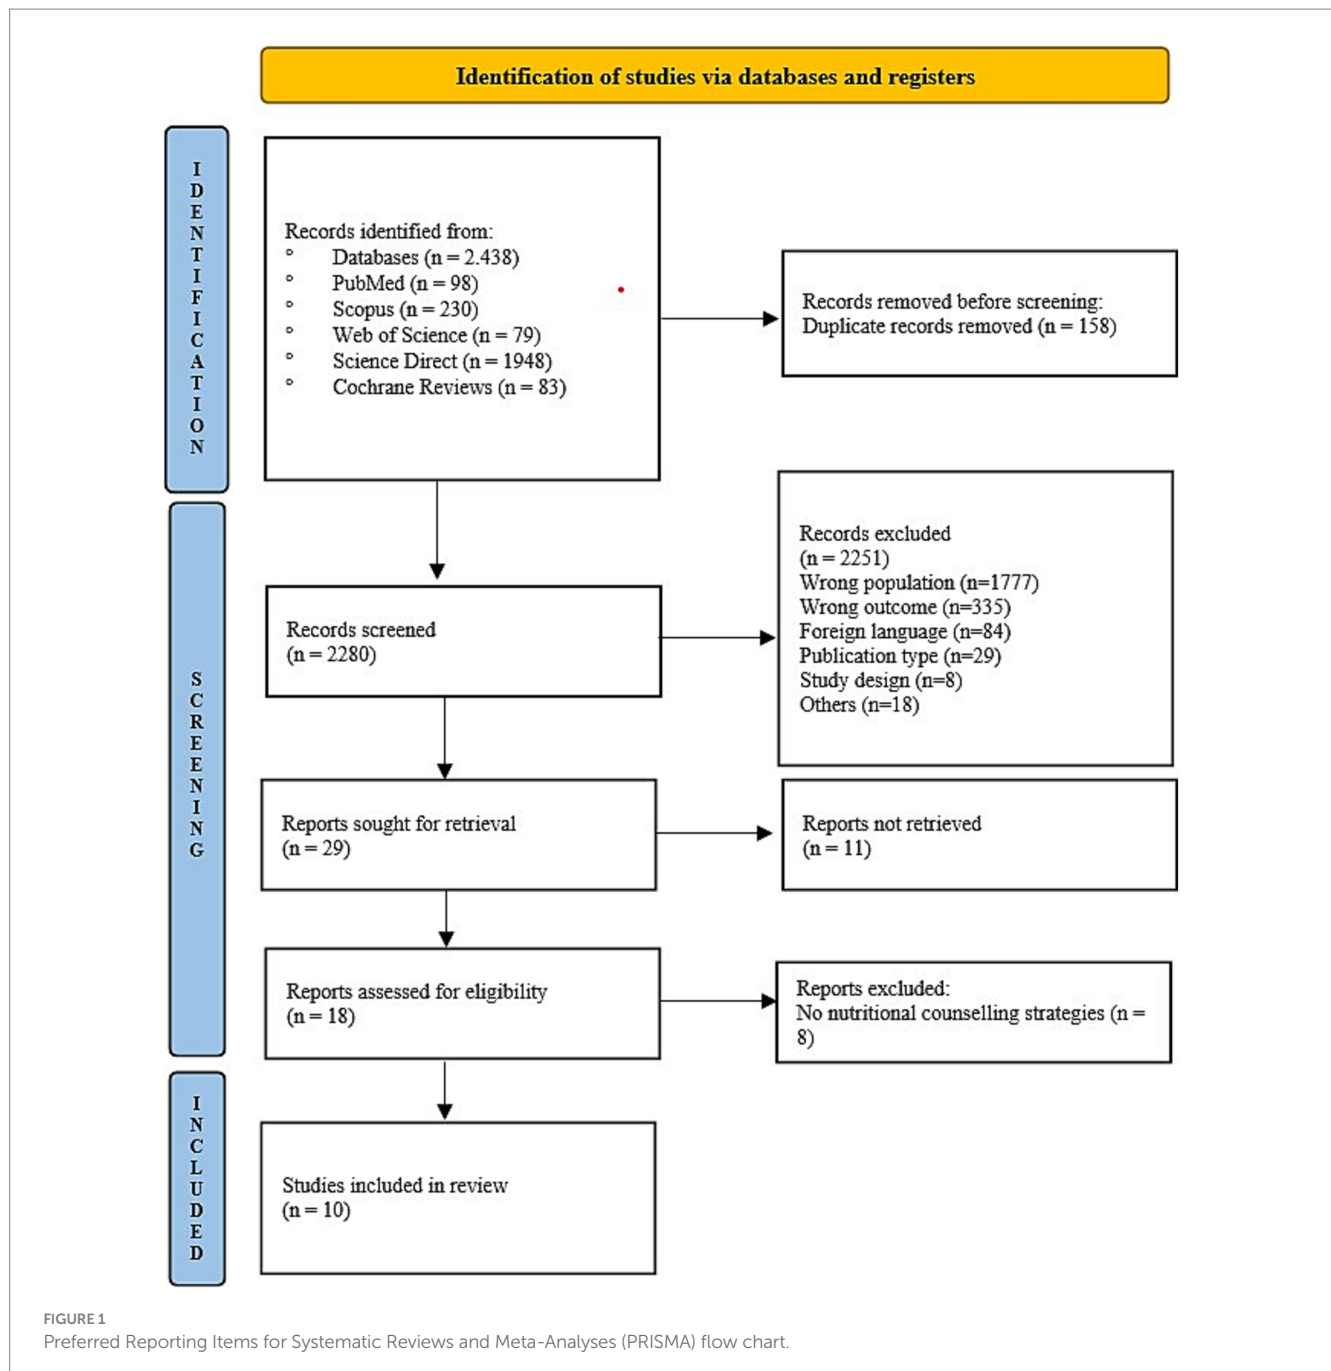 Identification of studies via databases and registers
IDENTIFICATION
Records identified from:
° Databases (n = 2.438)
° PubMed (n = 98)
° Scopus (n = 230)
° Web of Science (n = 79)
° Science Direct (n = 1948)
° Cochrane Reviews (n = 83)
Records removed before screening:
Duplicate records removed (n = 158)
SCREENING
Records screened
(n = 2280)
Records excluded
(n = 2251)
Wrong population (n=1777)
Wrong outcome (n=335)
Foreign language (n=84)
Publication type (n=29)
Study design (n=8)
Others (n=18)
Reports sought for retrieval
(n = 29)
Reports not retrieved
(n = 11)
Reports assessed for eligibility
(n = 18)
Reports excluded:
No nutritional counselling strategies (n =
8)
INCLUDED
Studies included in review
(n = 10)
FIGURE 1
Preferred Reporting Items for Systematic Reviews and Meta-Analyses (PRISMA) flow chart.